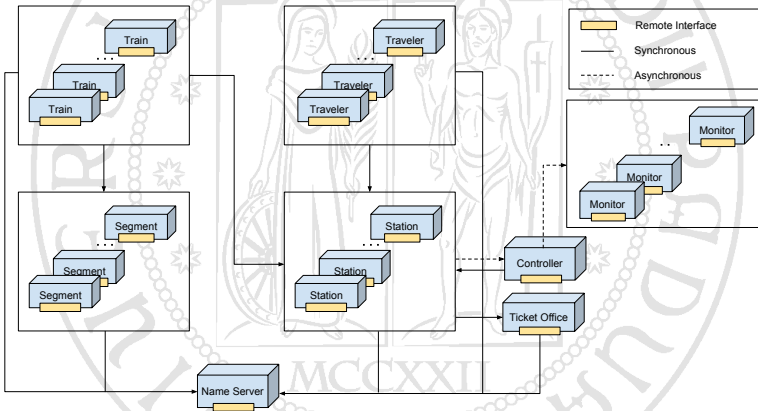 Train
. . .
Train
Train
Traveler
. . .
Traveler
Traveler
Remote Interface
Synchronous
Asynchronous
Monitor
. .
Monitor
Monitor
Segment
. . .
Segment
Segment
Station
. . .
Station
Station
Controller
Ticket Office
Name Server
MCCXXII